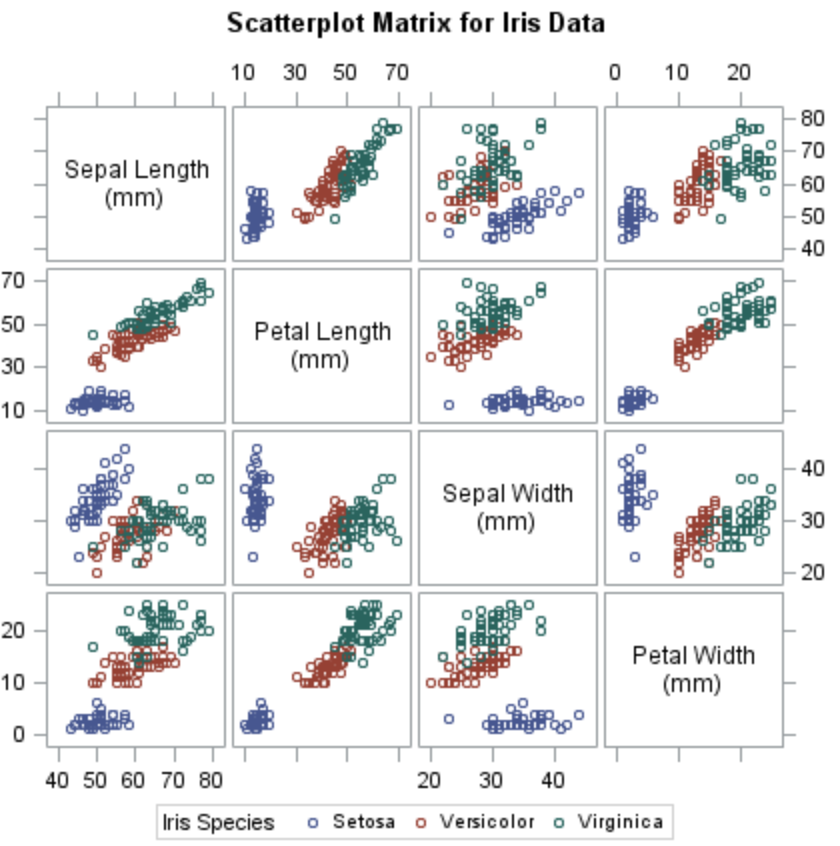 Scatterplot Matrix for Iris Data
10 30 50 70 0 10 20
Sepal Length
(mm)
80
70
60
50
40
70
50
30
10
Petal Length
(mm)
Sepal Width
(mm)
40
30
20
20
10
0
Petal Width
(mm)
40 50 60 70 80 20 30 40
Iris Species Setosa Versicolor Virginica